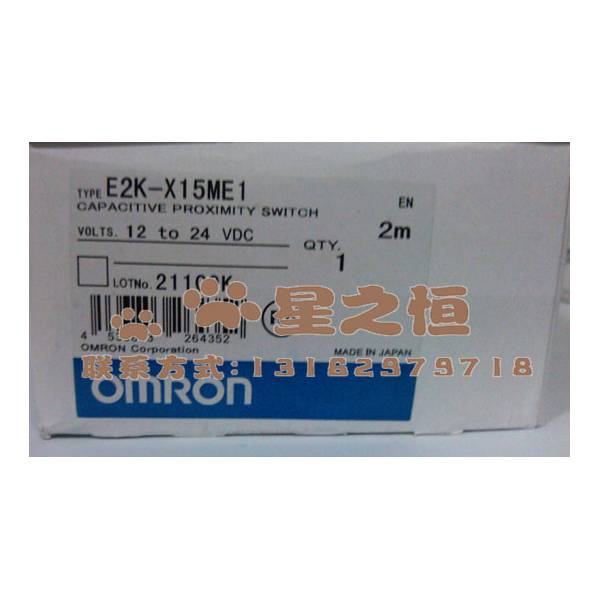 TYPE E2K-X15ME1
CAPACITIVE PROXIMITY SWITCH
EN
VOLTS. 12 to 24 VDC
2m
QTY.
1
LOTNo.
星之恒
264352
OMRON Corporation
MADE IN JAPAN
联系方式:13162979718
OMRON